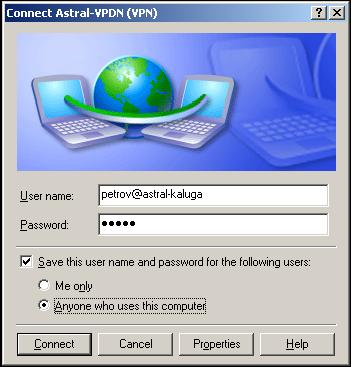 Connect Astral-VPDN (VPN)
User name:
petrov@astral-kaluga
Password:
•••••
Save this user name and password for the following users:
Me only
Anyone who uses this computer
Connect Cancel Properties Help